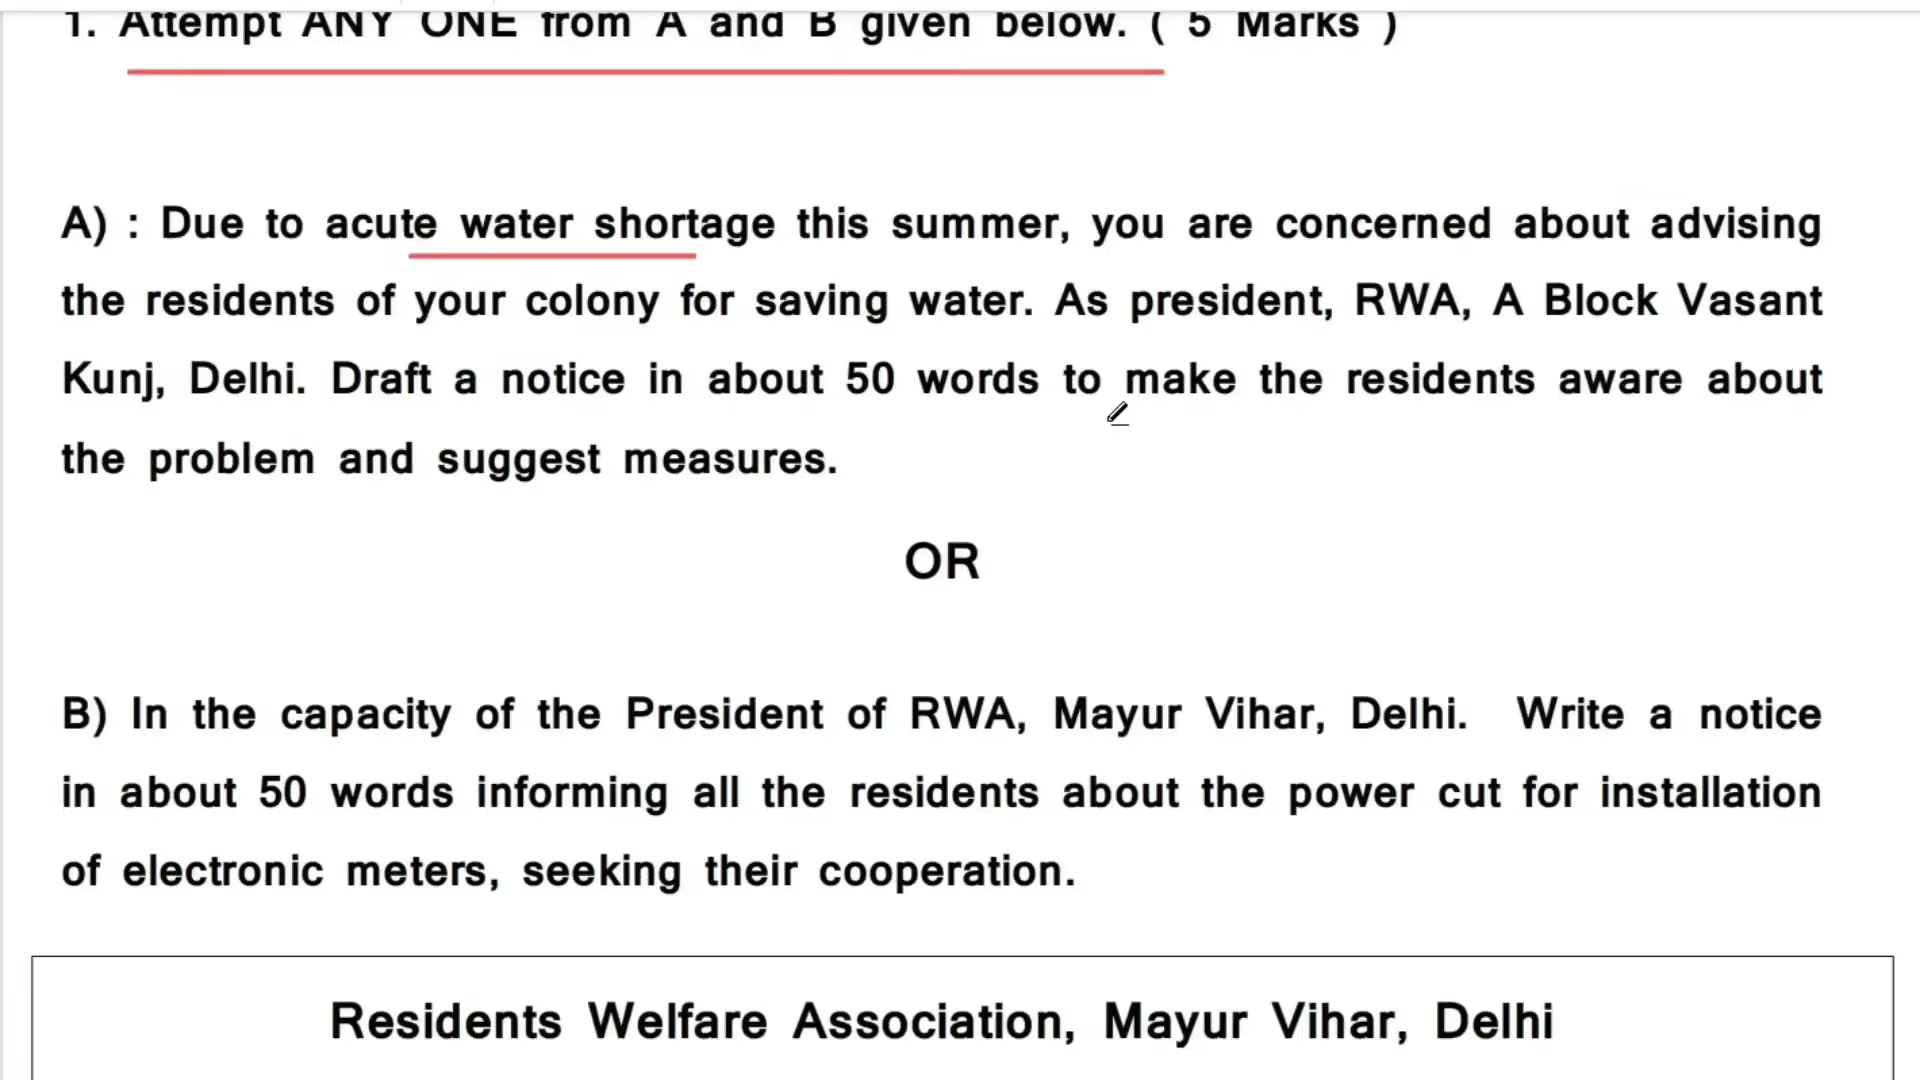 1. Attempt ANY ONE from A and B given below. ( 5 Marks )
A) : Due to acute water shortage this summer, you are concerned about advising
the residents of your colony for saving water. As president, RWA, A Block Vasant
Kunj, Delhi. Draft a notice in about 50 words to make the residents aware about
the problem and suggest measures.
OR
B) In the capacity of the President of RWA, Mayur Vihar, Delhi. Write a notice
in about 50 words informing all the residents about the power cut for installation
of electronic meters, seeking their cooperation.
Residents Welfare Association, Mayur Vihar, Delhi